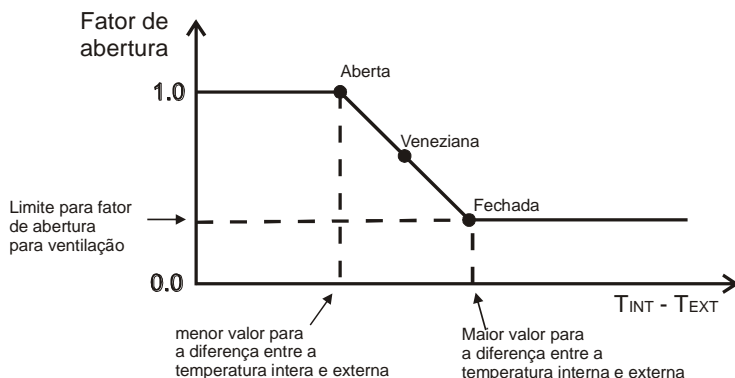 Fator de
abertura
1.0
Aberta
Veneziana
Fechada
Limite para fator
de abertura
para ventilação
0.0
TINT - TEXT
menor valor para
a diferença entre a
temperatura intera e externa
Maior valor para
a diferença entre a
temperatura interna e externa